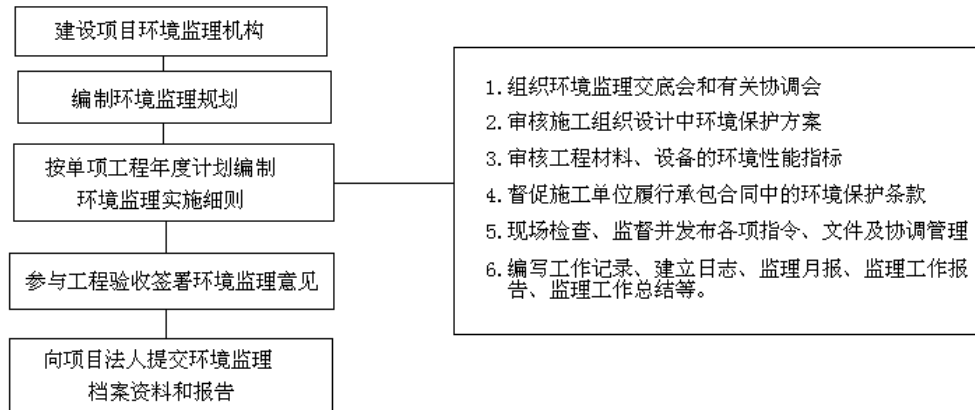 建设项目环境监理机构
编制环境监理规划
按单项工程年度计划编制
环境监理实施细则
参与工程验收签署环境监理意见
向项目法人提交环境监理
档案资料和报告
1.组织环境监理交底会和有关协调会
2.审核施工组织设计中环境保护方案
3.审核工程材料、设备的环境性能指标
4.督促施工单位履行承包合同中的环境保护条款
5.现场检查、监督并发布各项指令、文件及协调管理
6.编写工作记录、建立日志、监理月报、监理工作报
告、监理工作总结等。